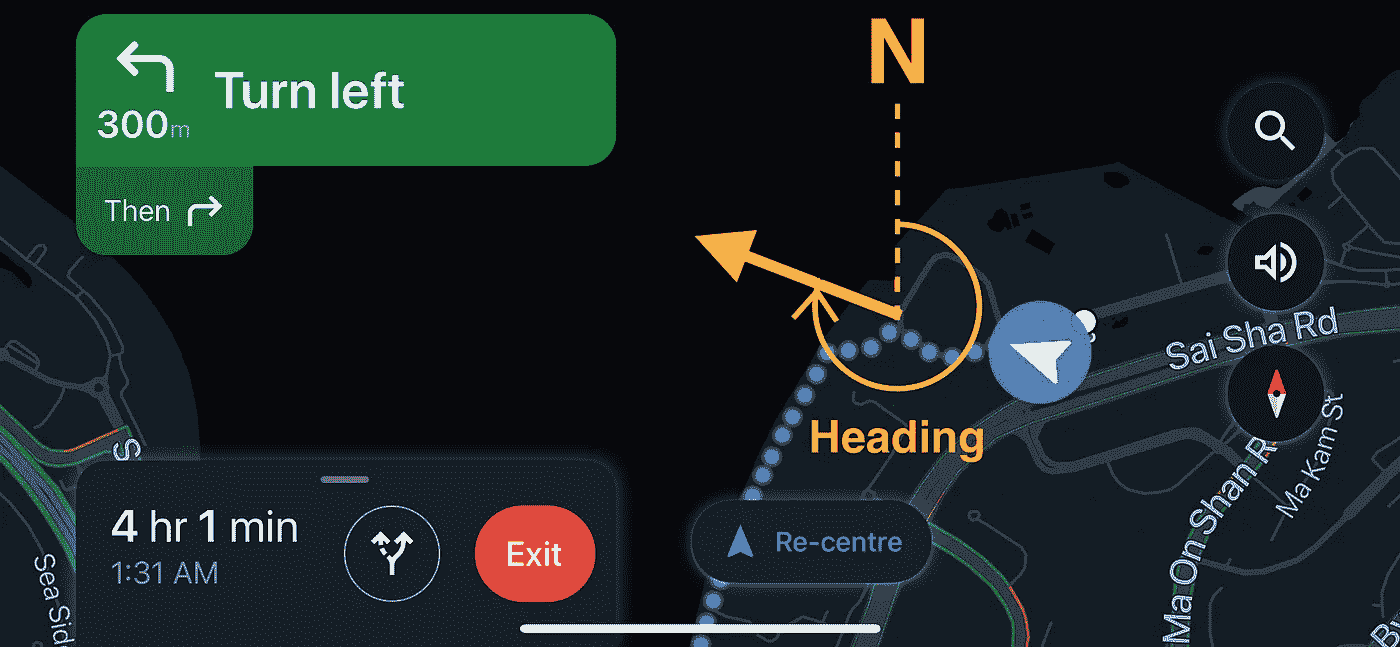 N
Turn left
300m
Then
Sai Sha Rd
Heading
Ma Kam St
Ma On Shan R
4 hr 1 min
1:31 AM
Exit
Re-centre
S
Sea Sid